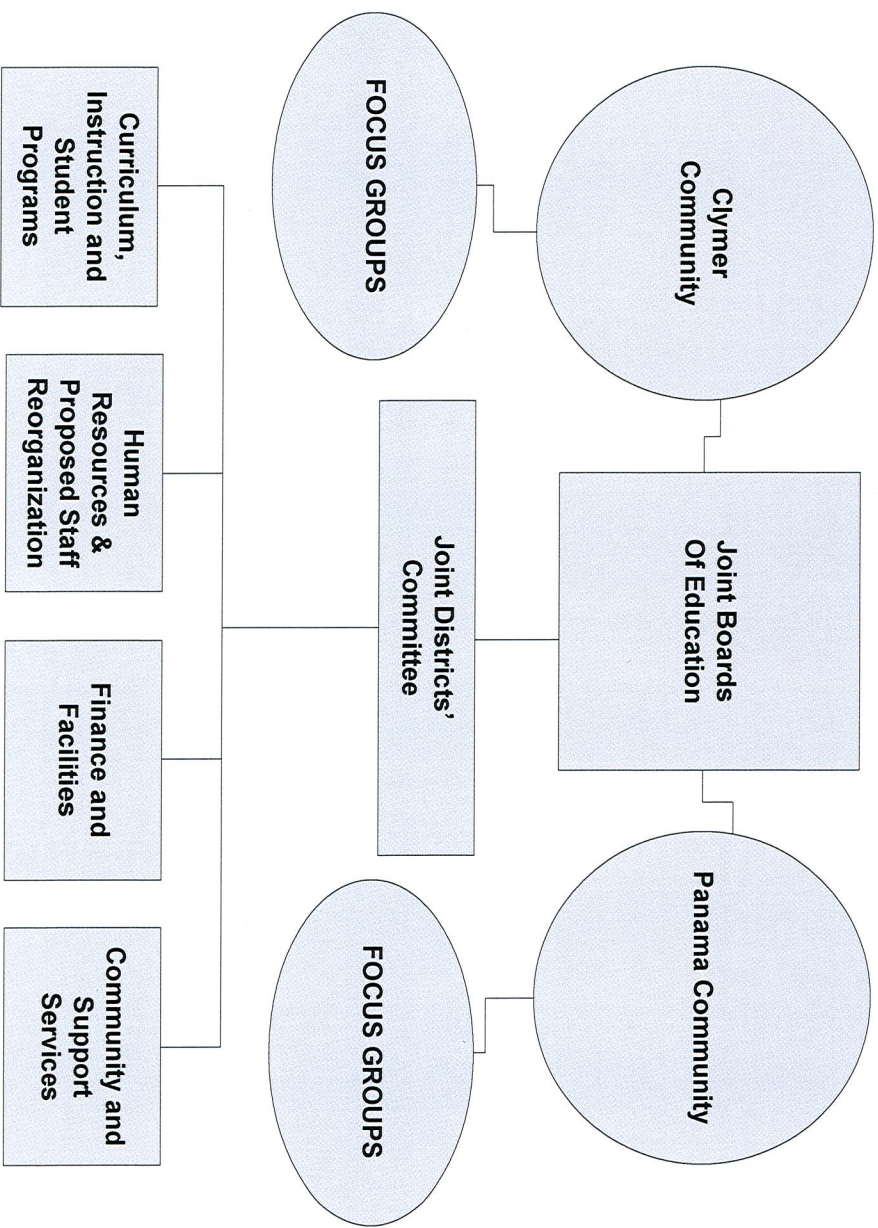 Clymer
Community
Joint Boards
Of Education
Panama Community
FOCUS GROUPS
Joint Districts'
Committee
FOCUS GROUPS
Curriculum,
Instruction and
Student
Programs
Human
Resources &
Proposed Staff
Reorganization
Finance and
Facilities
Community and
Support
Services